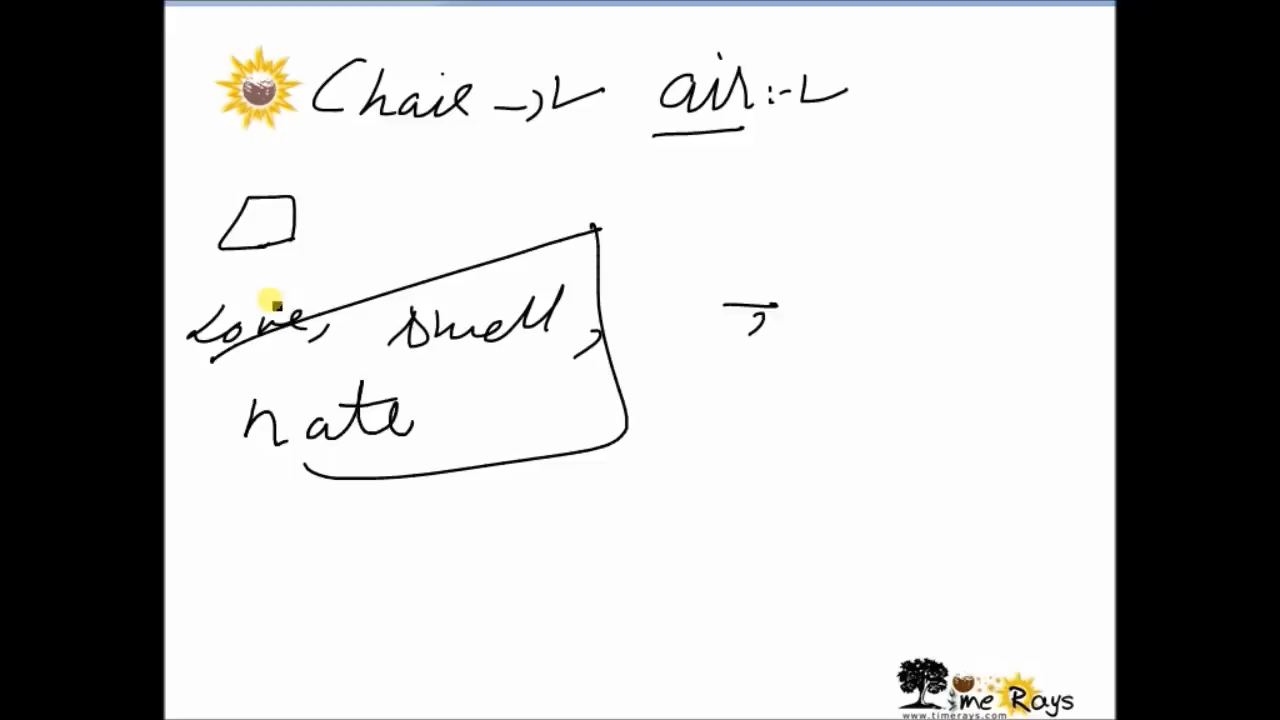 Chair → air :-
Love, smell,
hate
Time Rays
www.timerays.com